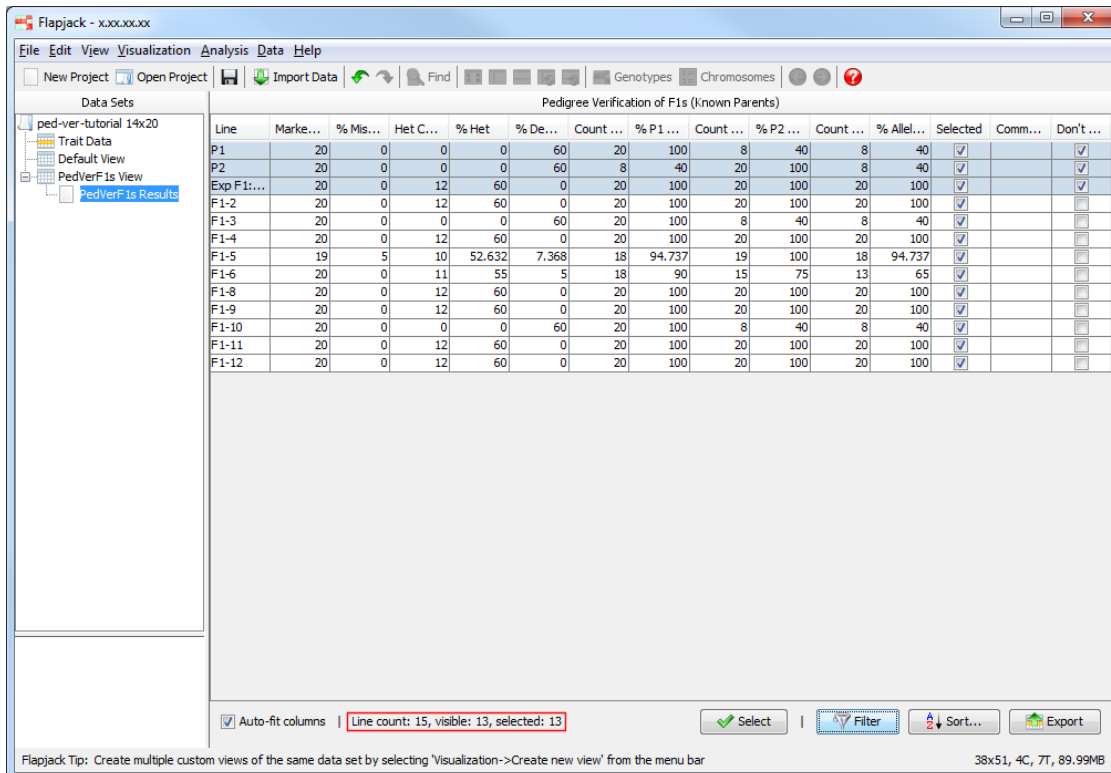 Flapjack - x.xx.xx.xx
File Edit View Visualization Analysis Data Help
New Project Open Project Import Data Find Genotypes Chromosomes
Data Sets
ped-ver-tutorial 14x20
Trait Data
Default View
PedVerF1s View
PedVerF1s Results
Pedigree Verification of F1s (Known Parents)
Line Marke... % Mis... Het C... % Het % De... Count ... % P1 ... Count ... % P2 ... Count ... % Allel... Selected Comm... Don't ...
P1 20 0 0 0 60 20 100 8 40 8 40
P2 20 0 0 0 60 8 40 20 100 8 40
Exp F1:... 20 0 12 60 0 20 100 20 100 20 100
F1-2 20 0 12 60 0 20 100 20 100 20 100
F1-3 20 0 0 0 60 20 100 8 40 8 40
F1-4 20 0 12 60 0 20 100 20 100 20 100
F1-5 19 5 10 52.632 7.368 18 94.737 19 100 18 94.737
F1-6 20 0 11 55 5 18 90 15 75 13 65
F1-8 20 0 12 60 0 20 100 20 100 20 100
F1-9 20 0 12 60 0 20 100 20 100 20 100
F1-10 20 0 0 0 60 20 100 8 40 8 40
F1-11 20 0 12 60 0 20 100 20 100 20 100
F1-12 20 0 12 60 0 20 100 20 100 20 100
Auto-fit columns | Line count: 15, visible: 13, selected: 13 Select | Filter Sort... Export
Flapjack Tip: Create multiple custom views of the same data set by selecting 'Visualization->Create new view' from the menu bar 38x51, 4C, 7T, 89.99MB